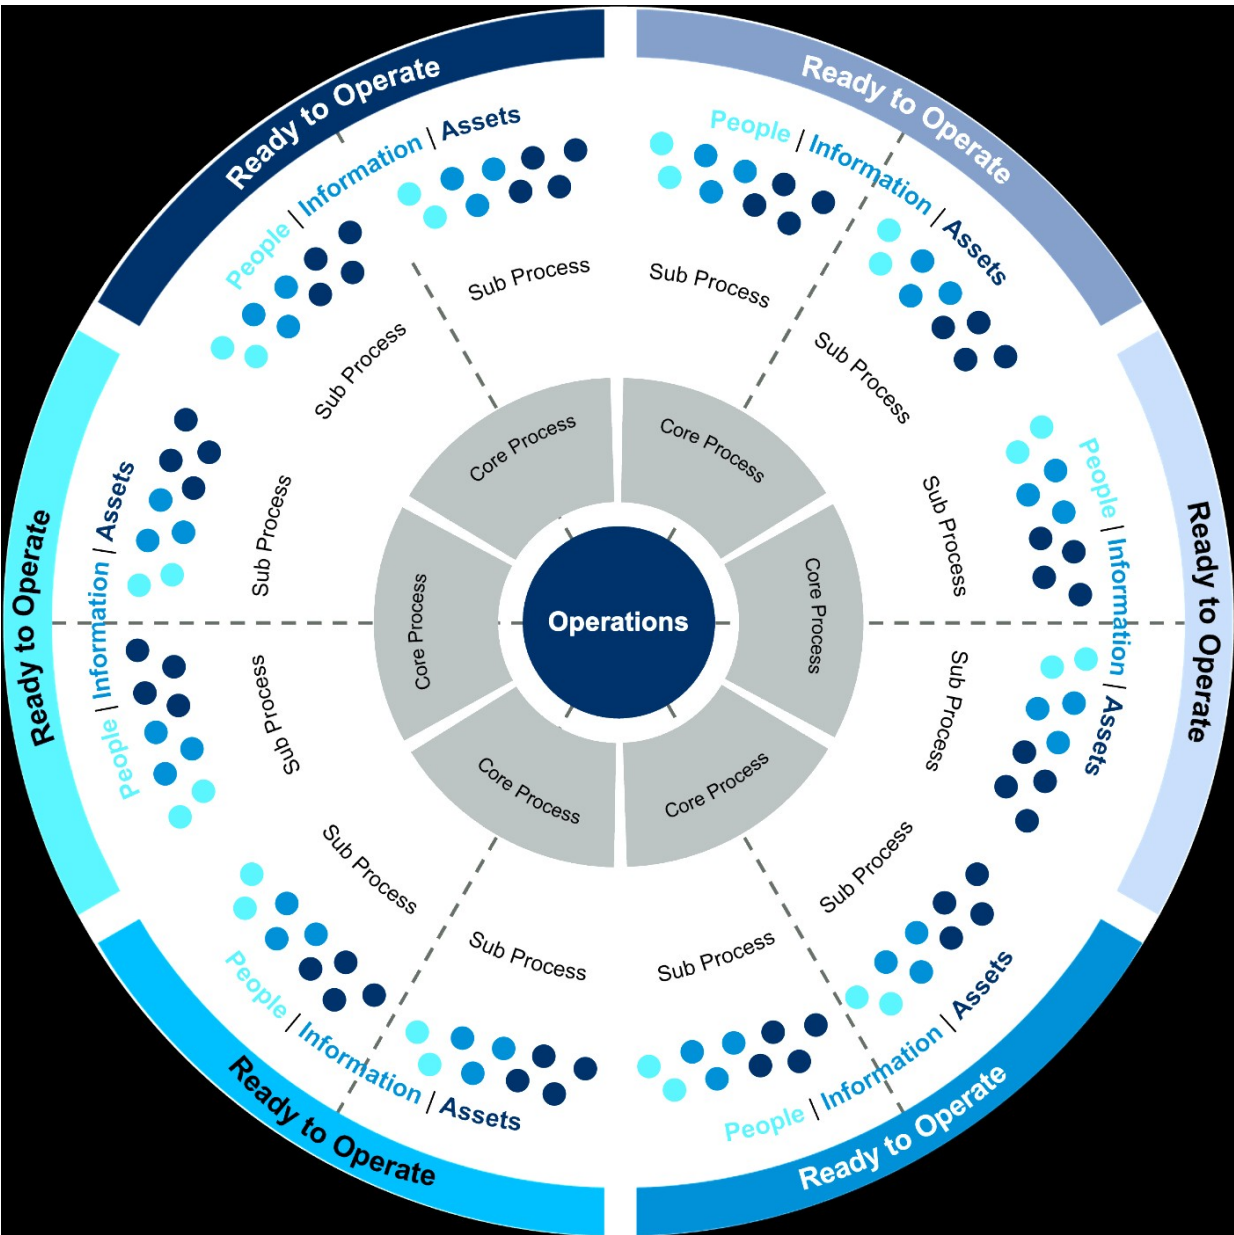 Ready to Operate
People | Information | Assets
Sub Process
Sub Process
Core Process
Ready to Operate
People | Information | Assets
Sub Process
Sub Process
Core Process
Ready to Operate
People | Information | Assets
Sub Process
Sub Process
Core Process
Ready to Operate
People | Information | Assets
Sub Process
Sub Process
Core Process
Ready to Operate
People | Information | Assets
Sub Process
Sub Process
Core Process
Ready to Operate
People | Information | Assets
Sub Process
Sub Process
Core Process
Operations